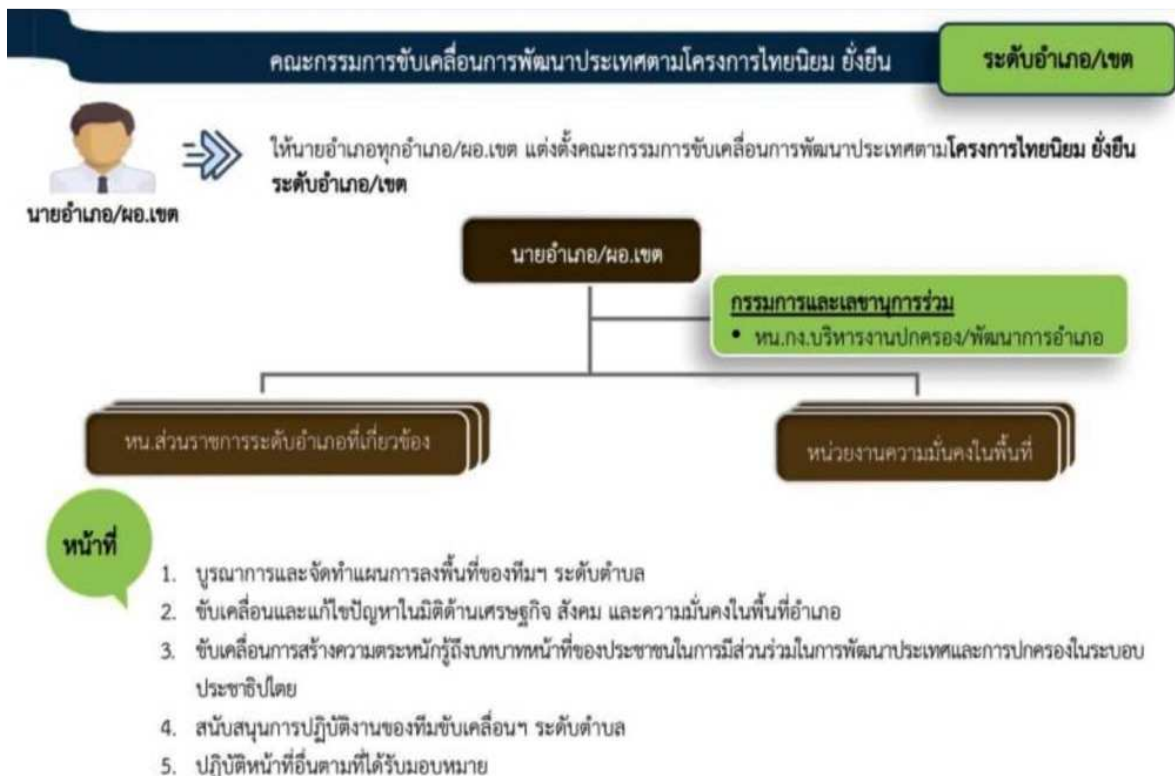 คณะกรรมการขับเคลื่อนการพัฒนาประเทศตามโครงการไทยนิยม ยั่งยืน
ระดับอำเภอ/เขต
ให้นายอำเภอทุกอำเภอ/ผอ.เขต แต่งตั้งคณะกรรมการขับเคลื่อนการพัฒนาประเทศตามโครงการไทยนิยม ยั่งยืน
ระดับอำเภอ/เขต
นายอำเภอ/ผอ.เขต
นายอำเภอ/ผอ.เขต
กรรมการและเลขานุการร่วม
• หน.กง.บริหารงานปกครอง/พัฒนาการอำเภอ
หน.ส่วนราชการระดับอำเภอที่เกี่ยวข้อง
หน่วยงานความมั่นคงในพื้นที่
หน้าที่
1. บูรณาการและจัดทำแผนการลงพื้นที่ของทีมฯ ระดับตำบล
2. ขับเคลื่อนและแก้ไขปัญหาในมิติด้านเศรษฐกิจ สังคม และความมั่นคงในพื้นที่อำเภอ
3. ขับเคลื่อนการสร้างความตระหนักรู้ถึงบทบาทหน้าที่ของประชาชนในการมีส่วนร่วมในการพัฒนาประเทศและการปกครองในระบอบ
ประชาธิปไตย
4. สนับสนุนการปฏิบัติงานของทีมขับเคลื่อนฯ ระดับตำบล
5. ปฏิบัติหน้าที่อื่นตามที่ได้รับมอบหมาย